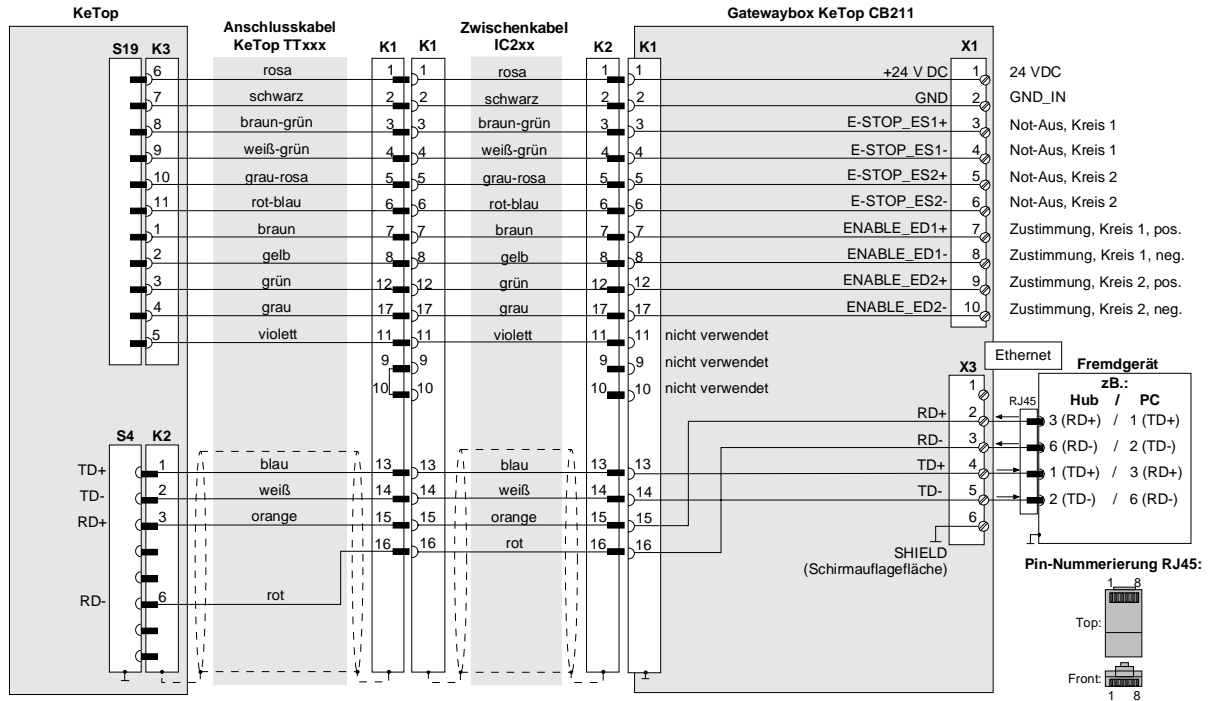 KeTop
Anschlusskabel
KeTop TTxxx
Zwischenkabel
IC2xx
Gatewaybox KeTop CB211
S19 K3 K1 K1 K2 K1 X1
6 rosa 1 1 rosa 1 1 +24 V DC 1 24 VDC
7 schwarz 2 2 schwarz 2 2 GND 2 GND_IN
8 braun-grün 3 3 braun-grün 3 3 E-STOP_ES1+ 3 Not-Aus, Kreis 1
9 weiß-grün 4 4 weiß-grün 4 4 E-STOP_ES1- 4 Not-Aus, Kreis 1
10 grau-rosa 5 5 grau-rosa 5 5 E-STOP_ES2+ 5 Not-Aus, Kreis 2
11 rot-blau 6 6 rot-blau 6 6 E-STOP_ES2- 6 Not-Aus, Kreis 2
1 braun 7 7 braun 7 7 ENABLE_ED1+ 7 Zustimmung, Kreis 1, pos.
2 gelb 8 8 gelb 8 8 ENABLE_ED1- 8 Zustimmung, Kreis 1, neg.
3 grün 12 12 grün 12 12 ENABLE_ED2+ 9 Zustimmung, Kreis 2, pos.
4 grau 17 17 grau 17 17 ENABLE_ED2- 10 Zustimmung, Kreis 2, neg.
5 violett 11 11 violett 11 11 nicht verwendet
9 9 9 9 nicht verwendet
10 10 10 10 nicht verwendet
Ethernet
X3
Fremdgerät
zB.:
RJ45 Hub / PC
1
RD+ 2 3 (RD+) / 1 (TD+)
RD- 3 6 (RD-) / 2 (TD-)
TD+ 4 1 (TD+) / 3 (RD+)
TD- 5 2 (TD-) / 6 (RD-)
6
SHIELD
(Schirmauflagefläche)
S4 K2
TD+ 1 blau 13 13 blau 13 13
TD- 2 weiß 14 14 weiß 14 14
RD+ 3 orange 15 15 orange 15 15
16 16 rot 16 16
RD- 6 rot
Pin-Nummerierung RJ45:
1 8
Top:
Front:
1 8